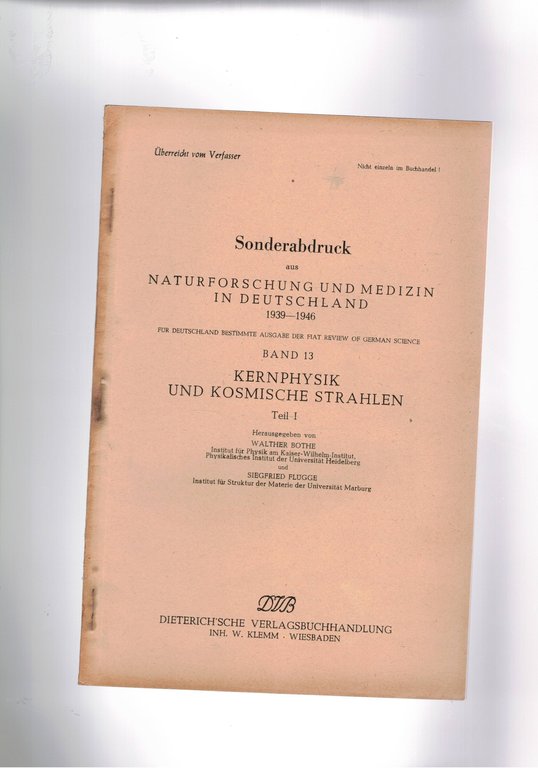 Überreicht vom Verfasser
Nicht einzeln im Buchhandel!
Sonderabdruck
aus
NATURFORSCHUNG UND MEDIZIN
IN DEUTSCHLAND
1939—1946
FÜR DEUTSCHLAND BESTIMMTE AUSGABE DER FIAT REVIEW OF GERMAN SCIENCE
BAND 13
KERNPHYSIK
UND KOSMISCHE STRAHLEN
Teil I
Herausgegeben von
WALTHER BOTHE
Institut für Physik am Kaiser-Wilhelm-Institut,
Physikalisches Institut der Universität Heidelberg
und
SIEGFRIED FLÜGGE
Institut für Struktur der Materie der Universität Marburg
DVB
DIETERICH'SCHE VERLAGSBUCHHANDLUNG
INH. W. KLEMM · WIESBADEN